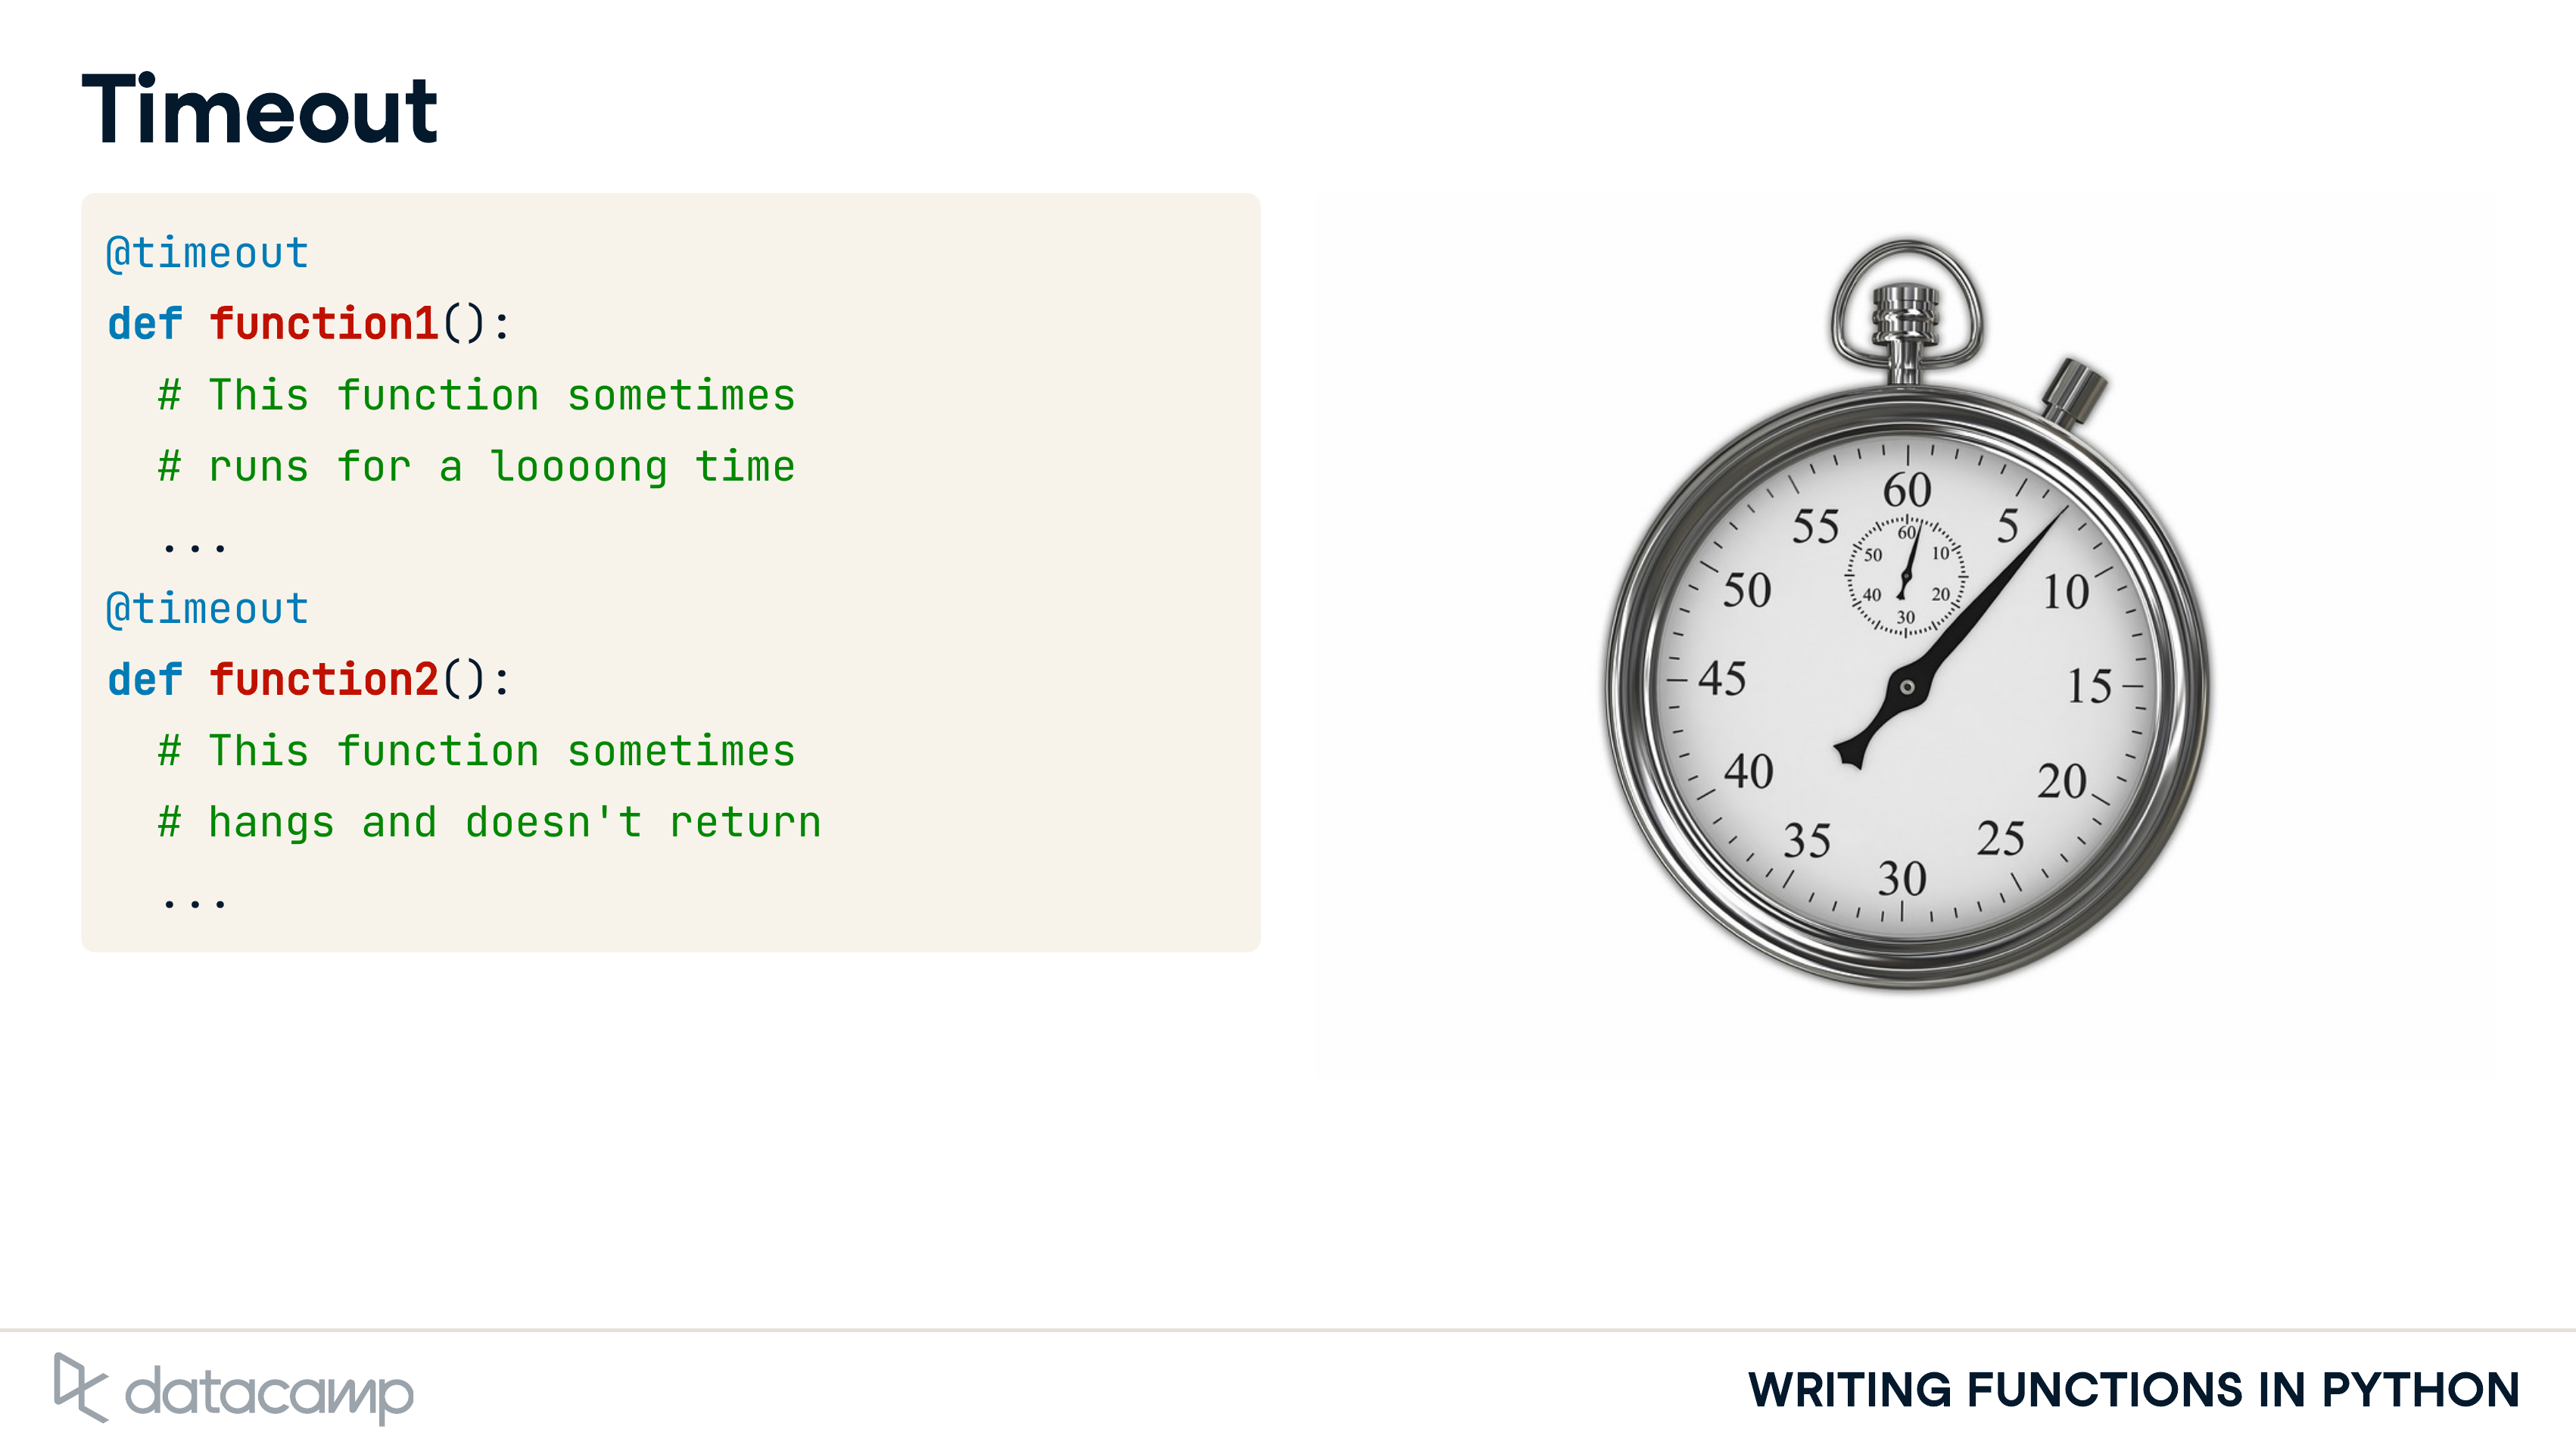 Timeout
@timeout
def function1():
  # This function sometimes
  # runs for a loooong time
  ...
@timeout
def function2():
  # This function sometimes
  # hangs and doesn't return
  ...
60
5
10
15
20
25
30
35
40
45
50
55
60
10
20
30
40
50
datacamp
WRITING FUNCTIONS IN PYTHON